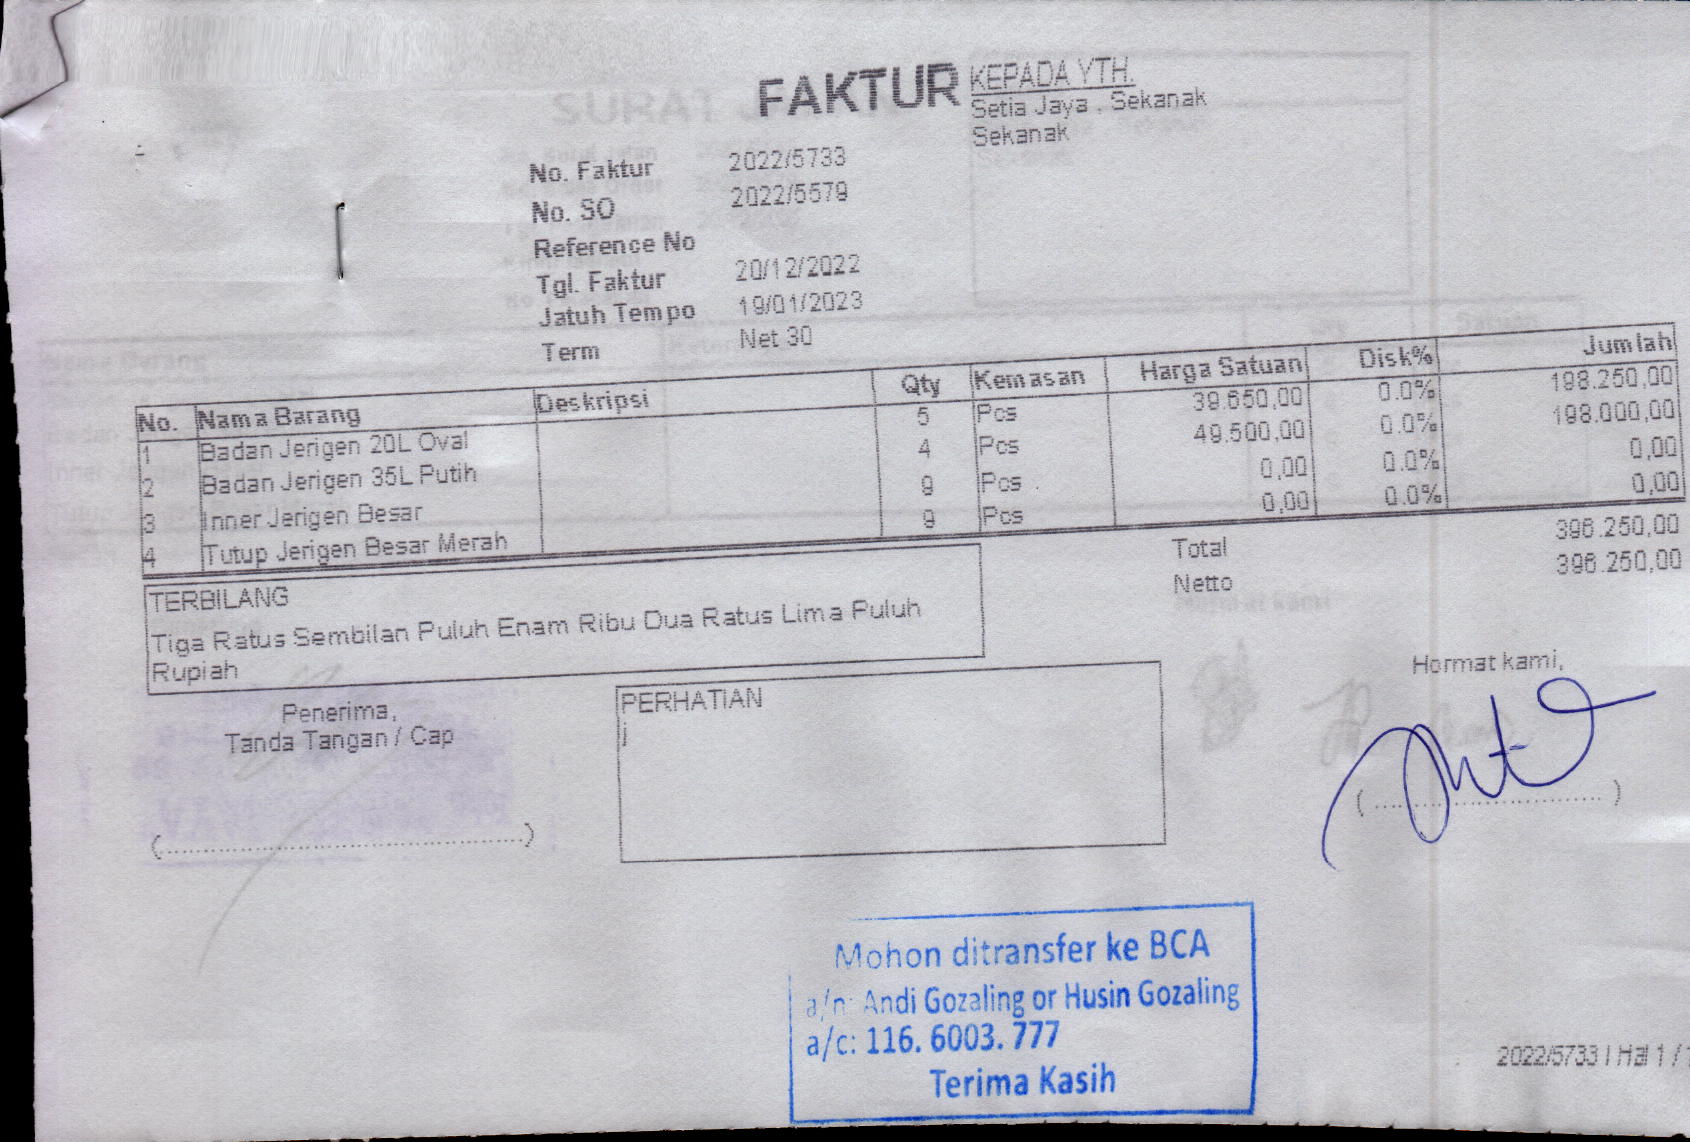 FAKTUR
KEPADA YTH.
Setia Jaya . Sekanak
Sekanak
No. Faktur 2022/5733
No. SO 2022/5579
Reference No
Tgl. Faktur 20/12/2022
Jatuh Tempo 19/01/2023
Term Net 30
No. Nama Barang Deskripsi Qty Kemasan Harga Satuan Disk% Jumlah
1 Badan Jerigen 20L Oval 5 Pcs 39.650,00 0.0% 198.250,00
2 Badan Jerigen 35L Putih 4 Pcs 49.500,00 0.0% 198.000,00
3 Inner Jerigen Besar 9 Pcs 0,00 0.0% 0,00
4 Tutup Jerigen Besar Merah 9 Pcs 0,00 0.0% 0,00
Total 396.250,00
Netto 396.250,00
TERBILANG
Tiga Ratus Sembilan Puluh Enam Ribu Dua Ratus Lima Puluh
Rupiah
Penerima,
Tanda Tangan / Cap
(........................................)
PERHATIAN
j
Hormat kami,
(..............................)
Mohon ditransfer ke BCA
a/n: Andi Gozaling or Husin Gozaling
a/c: 116. 6003. 777
Terima Kasih
2022/5733 | Hal 1 / 1